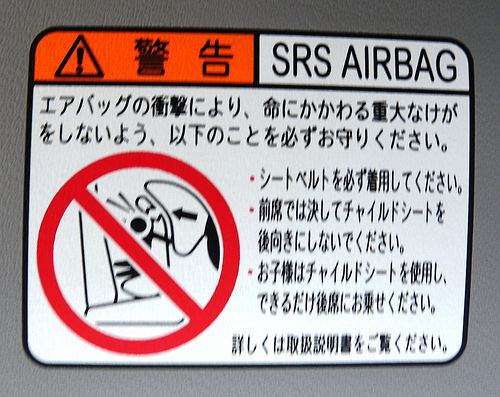 警告 SRS AIRBAG
エアバッグの衝撃により、命にかかわる重大なけが
をしないよう、以下のことを必ずお守りください。
・シートベルトを必ず着用してください。
・前席では決してチャイルドシートを
後向きにしないでください。
・お子様はチャイルドシートを使用し、
できるだけ後席にお乗せください。
詳しくは取扱説明書をご覧ください。